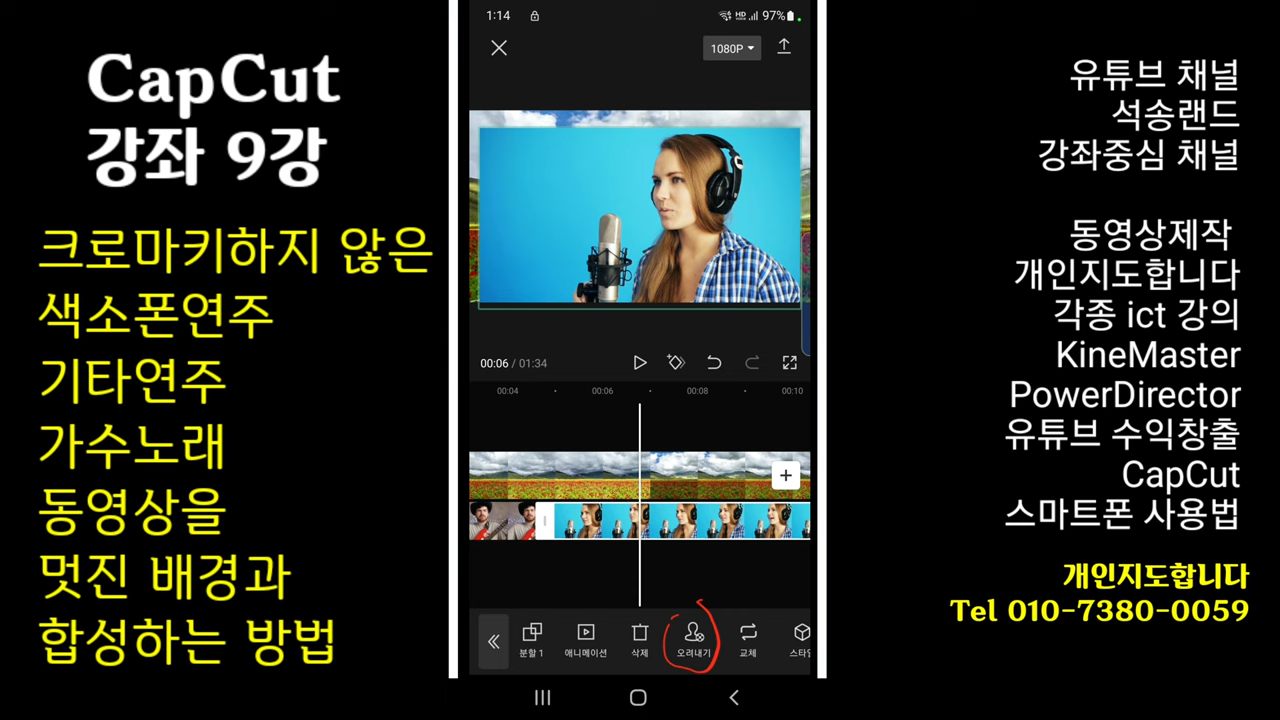 CapCut
강좌 9강
크로마키하지 않은
색소폰연주
기타연주
가수노래
동영상을
멋진 배경과
합성하는 방법
1:14
HD
97%
1080P
00:06 / 01:34
00:04
00:06
00:08
00:10
분할 1
애니메이션
삭제
오려내기
교체
스타일
유튜브 채널
석송랜드
강좌중심 채널
동영상제작
개인지도합니다
각종 ict 강의
KineMaster
PowerDirector
유튜브 수익창출
CapCut
스마트폰 사용법
개인지도합니다
Tel 010-7380-0059